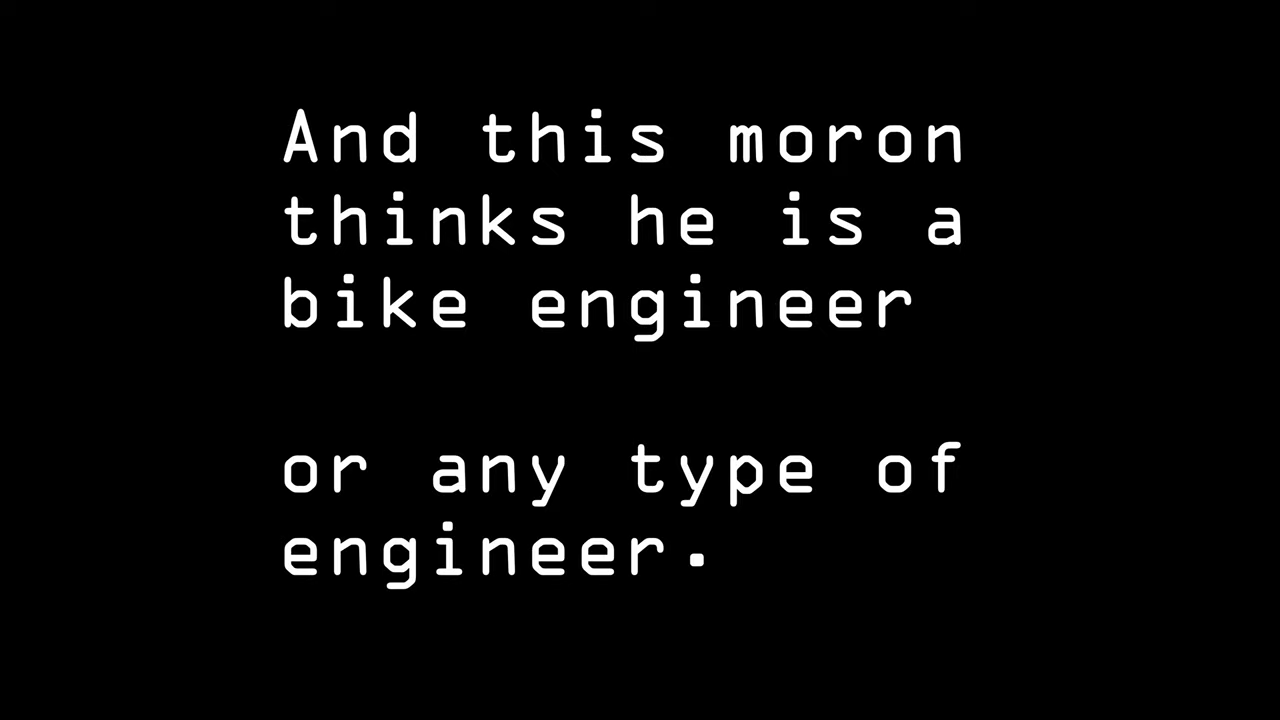 And this moron
thinks he is a
bike engineer
or any type of
engineer.